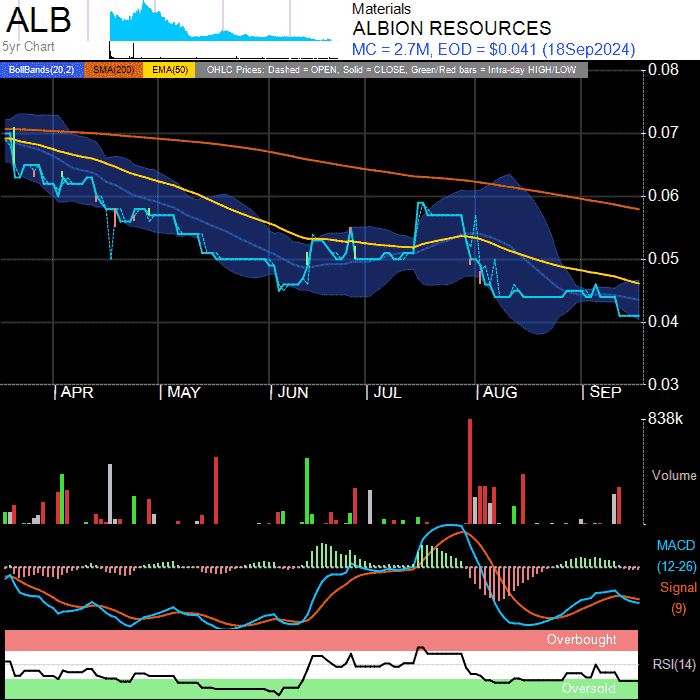 ALB
5yr Chart
Materials
ALBION RESOURCES
MC = 2.7M, EOD = $0.041 (18Sep2024)
BollBands(20,2) SMA(200) EMA(50) OHLC Prices: Dashed = OPEN, Solid = CLOSE, Green/Red bars = Intra-day HIGH/LOW
0.08
0.07
0.06
0.05
0.04
0.03
APR MAY JUN JUL AUG SEP
838k
Volume
MACD
(12-26)
Signal
(9)
Overbought
RSI(14)
Oversold